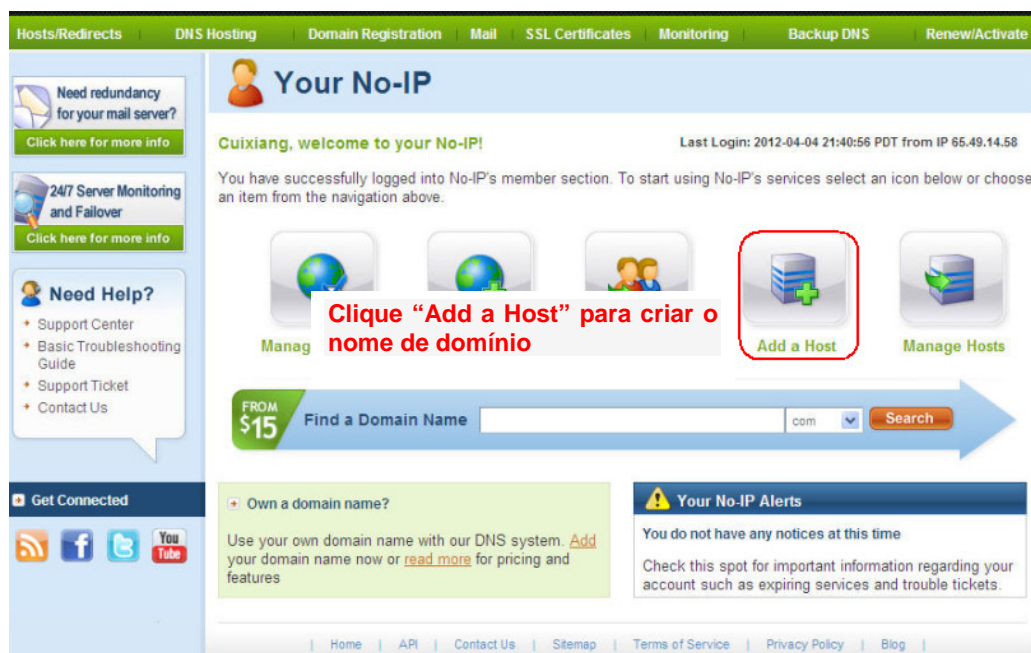 Hosts/Redirects DNS Hosting Domain Registration Mail SSL Certificates Monitoring Backup DNS Renew/Activate
Need redundancy
for your mail server?
Click here for more info
24/7 Server Monitoring
and Failover
Click here for more info
Need Help?
Support Center
Basic Troubleshooting
Guide
Support Ticket
Contact Us
Get Connected
You
Tube
Your No-IP
Cuixiang, welcome to your No-IP!
Last Login: 2012-04-04 21:40:56 PDT from IP 65.49.14.58
You have successfully logged into No-IP's member section. To start using No-IP's services select an icon below or choose
an item from the navigation above.
Clique “Add a Host” para criar o
nome de domínio
Manag
Add a Host
Manage Hosts
FROM
$15
Find a Domain Name
com
Search
Own a domain name?
Use your own domain name with our DNS system. Add
your domain name now or read more for pricing and
features
Your No-IP Alerts
You do not have any notices at this time
Check this spot for important information regarding your
account such as expiring services and trouble tickets.
| Home | API | Contact Us | Sitemap | Terms of Service | Privacy Policy | Blog |